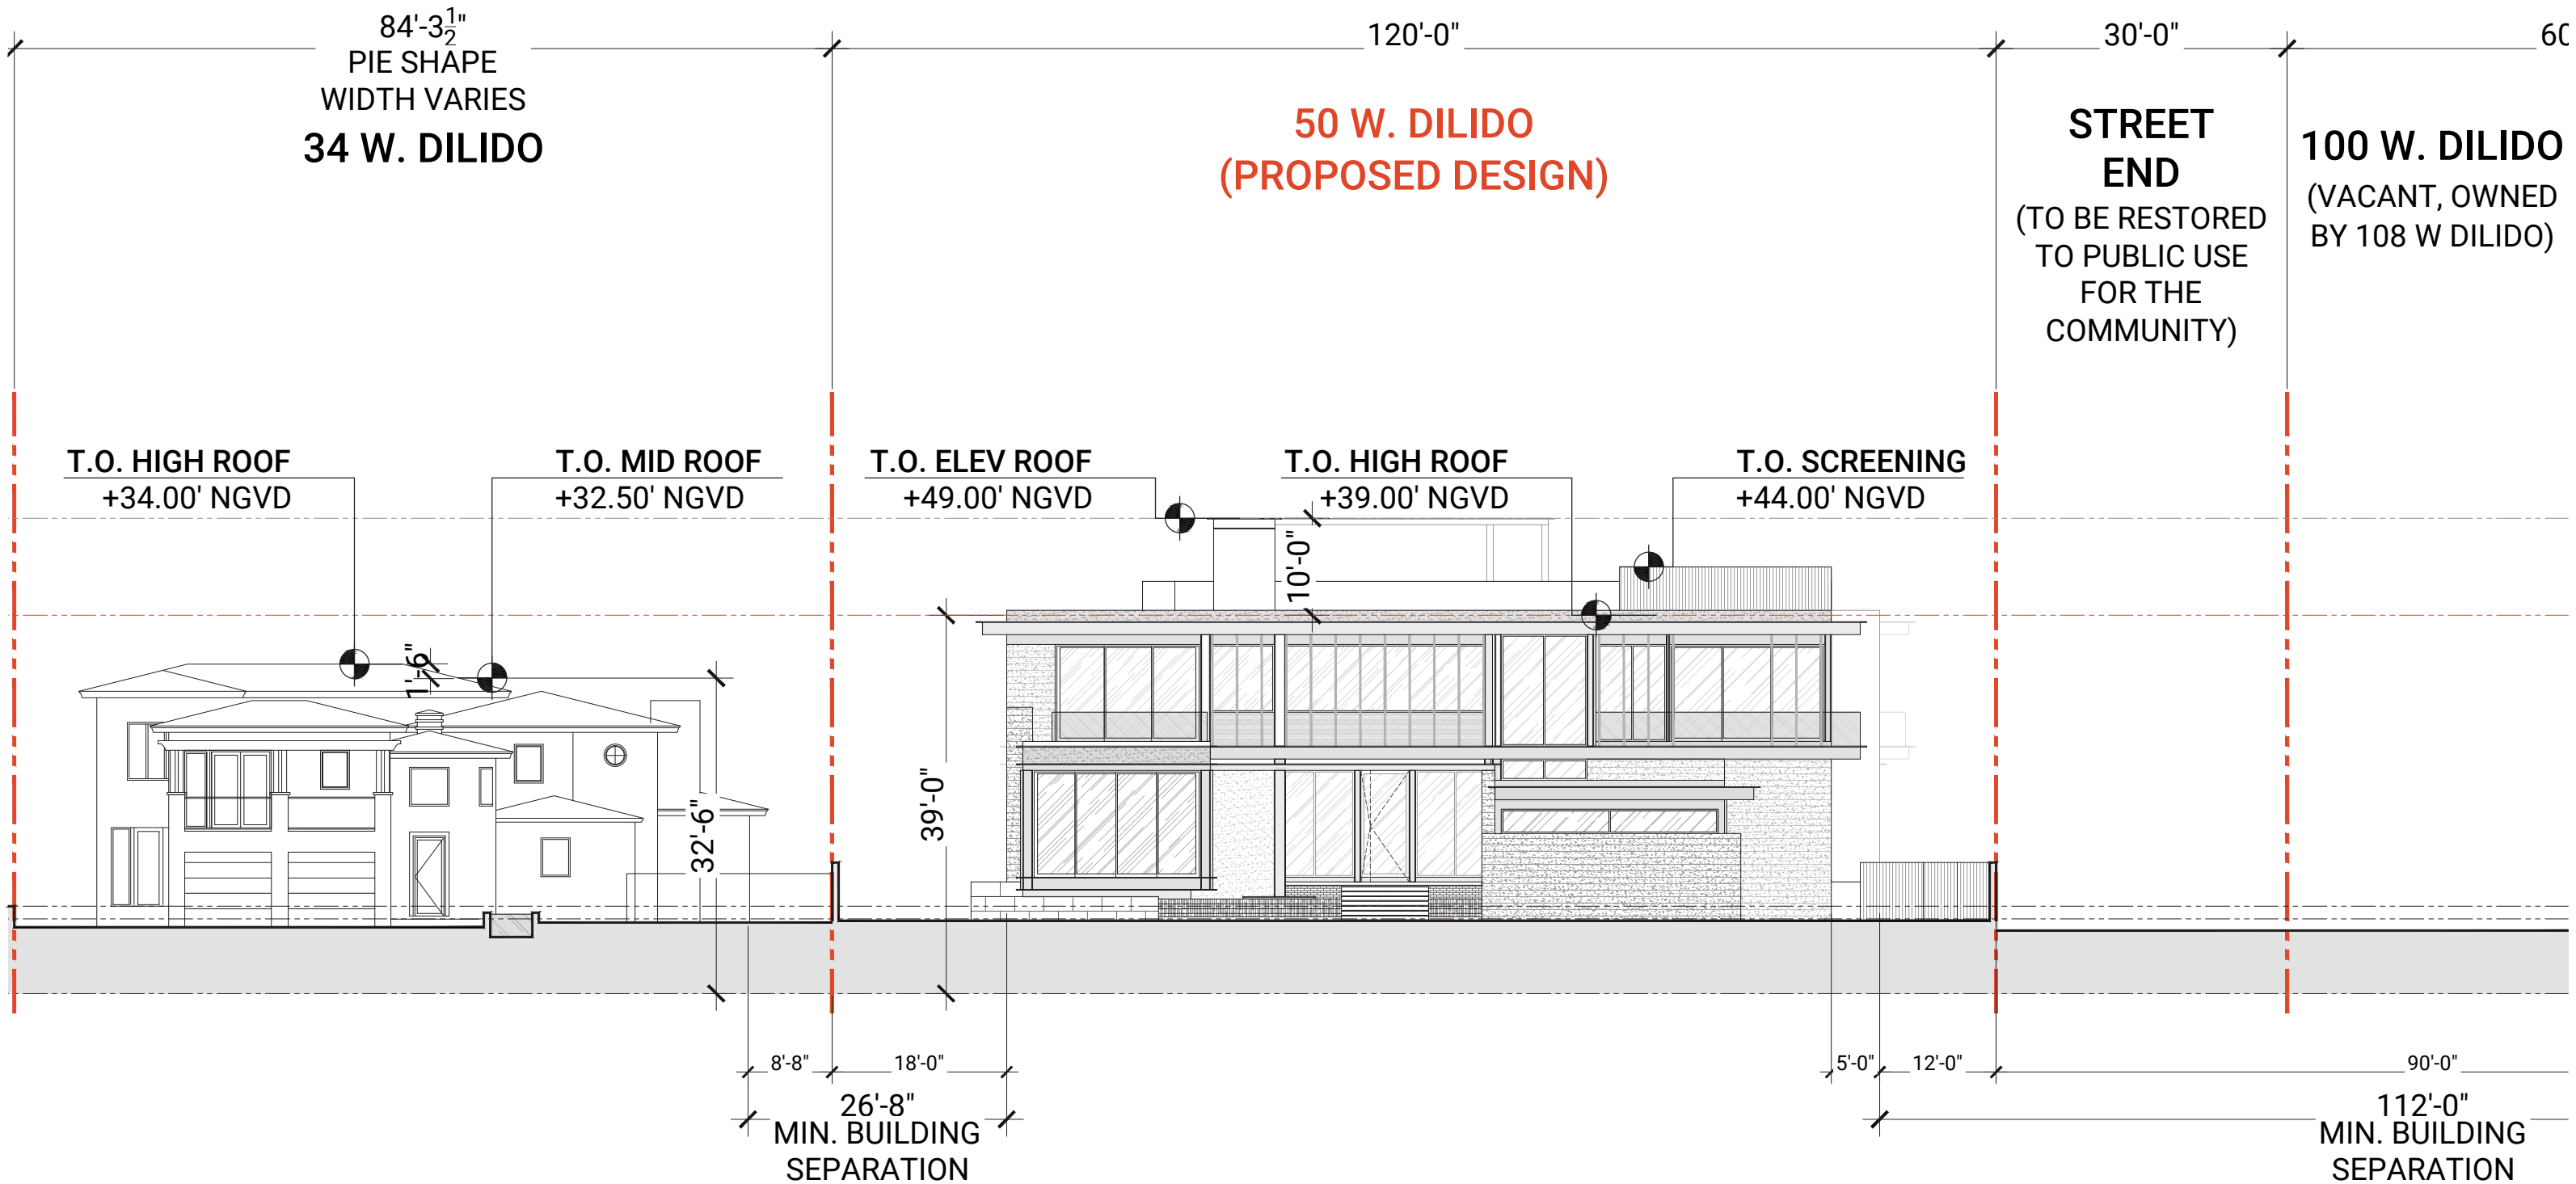 84'-3 1/2"
PIE SHAPE
WIDTH VARIES
34 W. DILIDO
120'-0"
50 W. DILIDO
(PROPOSED DESIGN)
30'-0"
STREET
END
(TO BE RESTORED
TO PUBLIC USE
FOR THE
COMMUNITY)
60
100 W. DILIDO
(VACANT, OWNED
BY 108 W DILIDO)
T.O. HIGH ROOF
+34.00' NGVD
T.O. MID ROOF
+32.50' NGVD
T.O. ELEV ROOF
+49.00' NGVD
T.O. HIGH ROOF
+39.00' NGVD
T.O. SCREENING
+44.00' NGVD
10'-0"
1'-6"
32'-6"
39'-0"
8'-8"
18'-0"
5'-0"
12'-0"
90'-0"
26'-8"
MIN. BUILDING
SEPARATION
112'-0"
MIN. BUILDING
SEPARATION